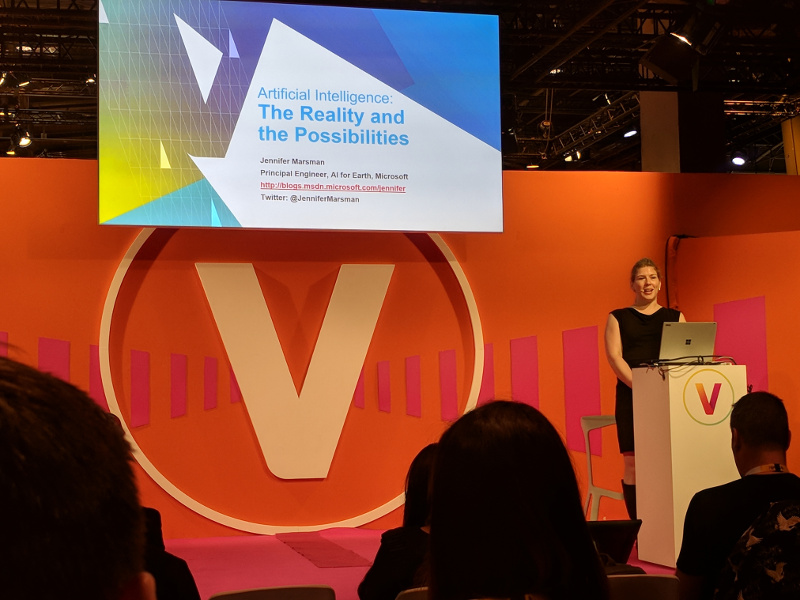 Artificial Intelligence:
The Reality and
the Possibilities
Jennifer Marsman
Principal Engineer, AI for Earth, Microsoft
http://blogs.msdn.microsoft.com/jennifer
Twitter: @JenniferMarsman
V
V